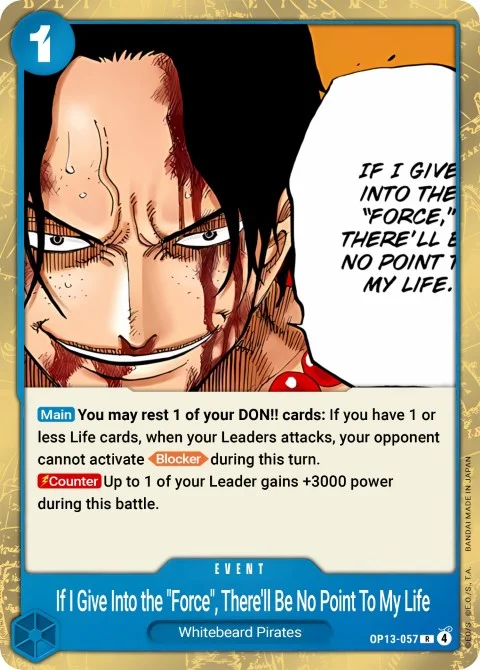 1
IF I GIVE
INTO THE
"FORCE,"
THERE'LL
NO POINT
MY LIFE.
Main You may rest 1 of your DON!! cards: If you have 1 or
less Life cards, when your Leaders attacks, your opponent
cannot activate Blocker during this turn.
Counter Up to 1 of your Leader gains +3000 power
during this battle.
EVENT
If I Give Into the "Force", There'll Be No Point To My Life
Whitebeard Pirates
OP13-057 R 4
©E.O/S, ©E.O./S., T.A. BANDAI MADE IN JAPAN